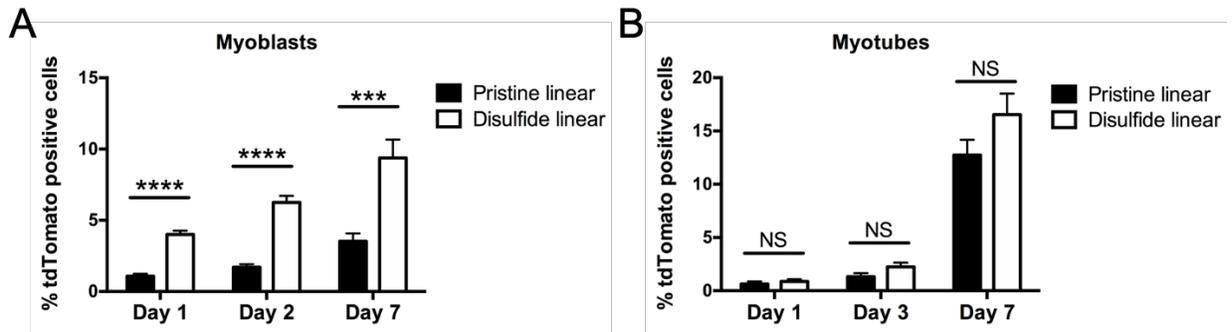 A
Myoblasts
% tdTomato positive cells
15
10
5
0
****
****
***
Day 1
Day 2
Day 7
Pristine linear
Disulfide linear
B
Myotubes
% tdTomato positive cells
20
15
10
5
0
NS
NS
NS
Day 1
Day 3
Day 7
Pristine linear
Disulfide linear